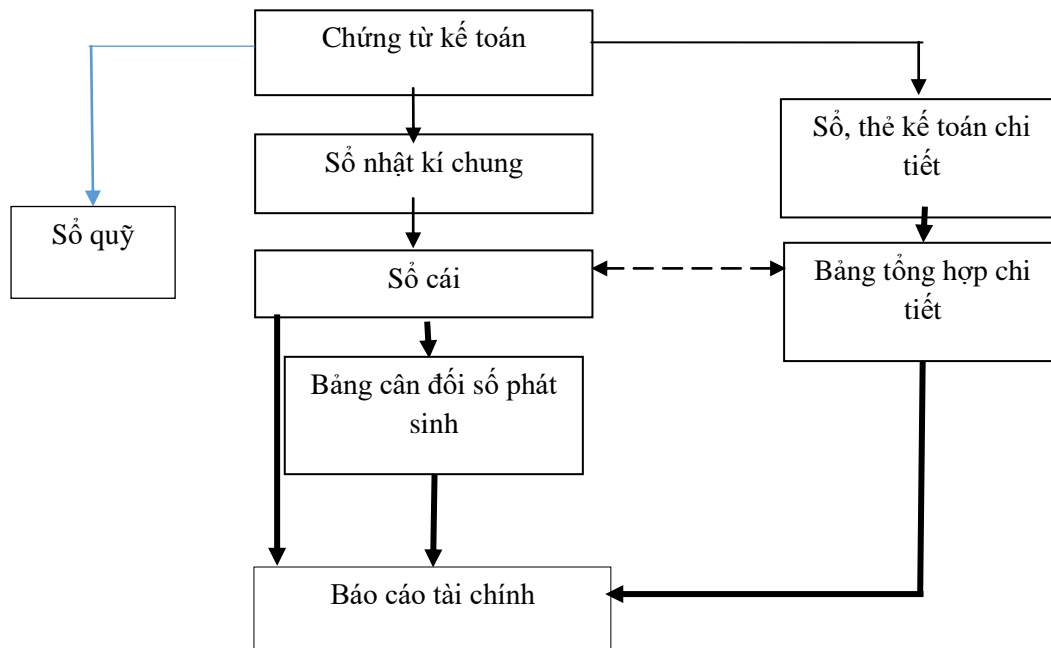 Chứng từ kế toán
Sổ, thẻ kế toán chi
tiết
Sổ nhật kí chung
Sổ quỹ
Sổ cái
Bảng tổng hợp chi
tiết
Bảng cân đối số phát
sinh
Báo cáo tài chính